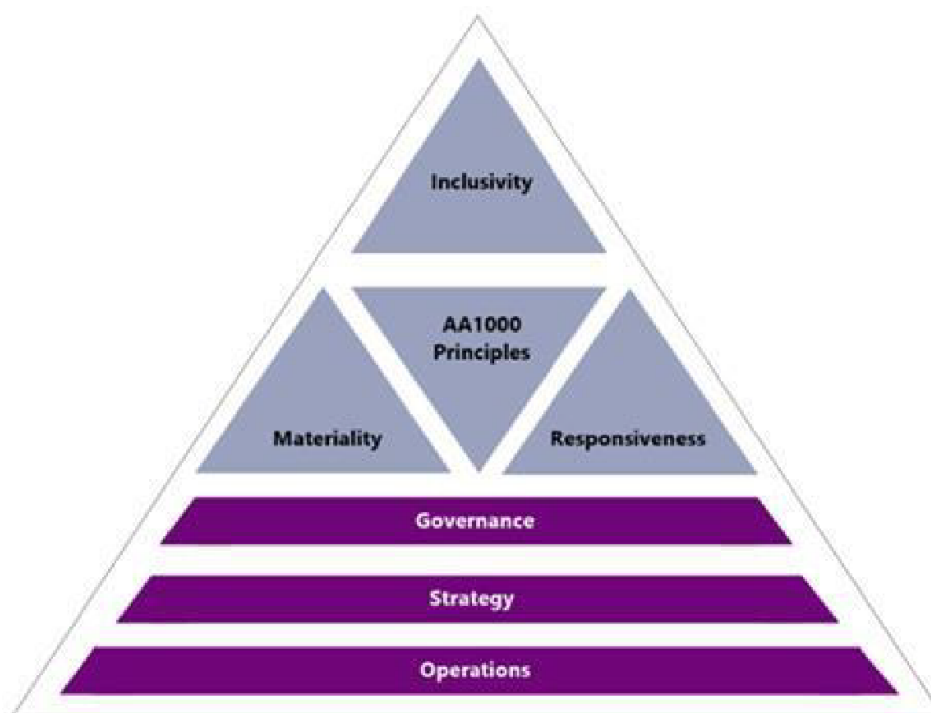 Inclusivity
AA1000
Principles
Materiality
Responsiveness
Governance
Strategy
Operations